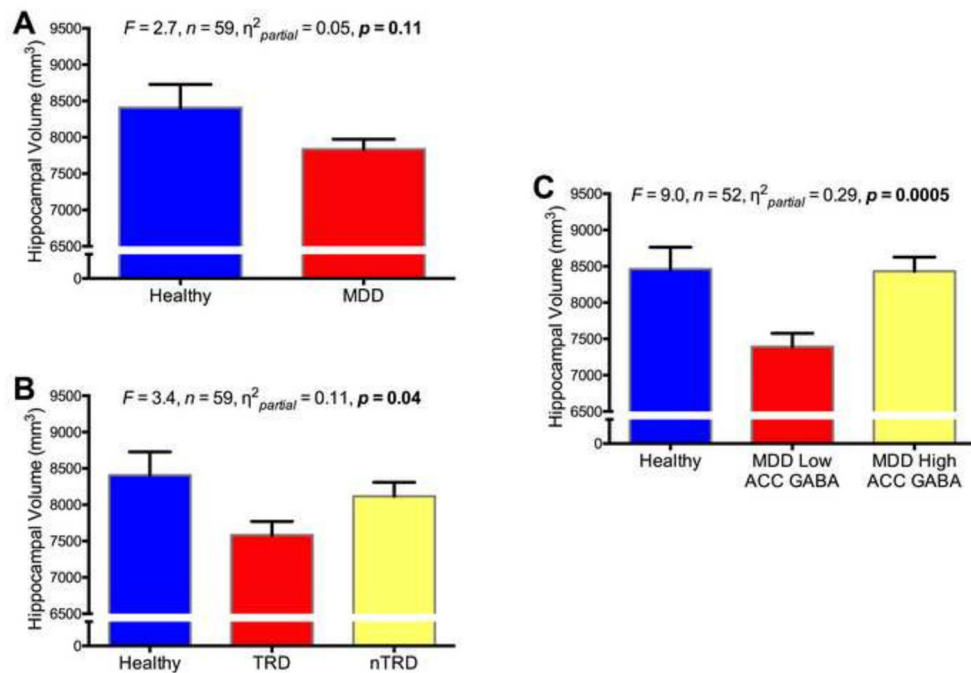 A
F = 2.7, n = 59, η²partial = 0.05, p = 0.11
Hippocampal Volume (mm³)
9500
9000
8500
8000
7500
7000
6500
0
Healthy MDD
B
F = 3.4, n = 59, η²partial = 0.11, p = 0.04
Hippocampal Volume (mm³)
9500
9000
8500
8000
7500
7000
6500
0
Healthy TRD nTRD
C
F = 9.0, n = 52, η²partial = 0.29, p = 0.0005
Hippocampal Volume (mm³)
9500
9000
8500
8000
7500
7000
6500
0
Healthy MDD Low MDD High
ACC GABA ACC GABA